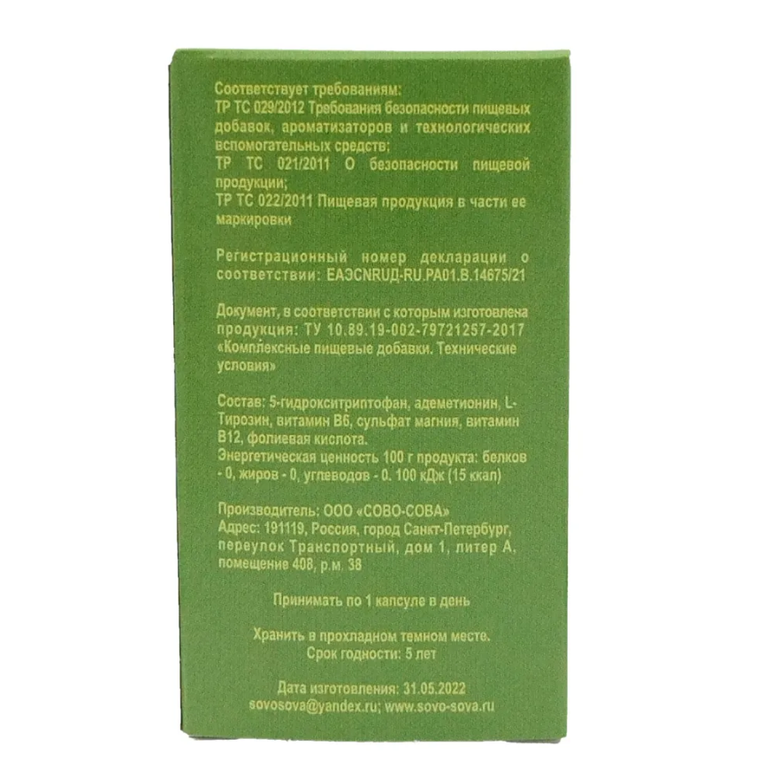 Соответствует требованиям:
ТР ТС 029/2012 Требования безопасности пищевых
добавок, ароматизаторов и технологических
вспомогательных средств;
ТР ТС 021/2011 О безопасности пищевой
продукции;
ТР ТС 022/2011 Пищевая продукция в части ее
маркировки
Регистрационный номер декларации о
соответствии: ЕАЭСNRUД-RU.РА01.В.14675/21
Документ, в соответствии с которым изготовлена
продукция: ТУ 10.89.19-002-79721257-2017
«Комплексные пищевые добавки. Технические
условия»
Состав: 5-гидрокситриптофан, адеметионин, L-
Тирозин, витамин В6, сульфат магния, витамин
В12, фолиевая кислота.
Энергетическая ценность 100 г продукта: белков
- 0, жиров - 0, углеводов - 0. 100 кДж (15 ккал)
Производитель: ООО «СОВО-СОВА»
Адрес: 191119, Россия, город Санкт-Петербург,
переулок Транспортный, дом 1, литер А,
помещение 408, р.м. 38
Принимать по 1 капсуле в день
Хранить в прохладном темном месте.
Срок годности: 5 лет
Дата изготовления: 31.05.2022
sovosova@yandex.ru; www.sovo-sova.ru